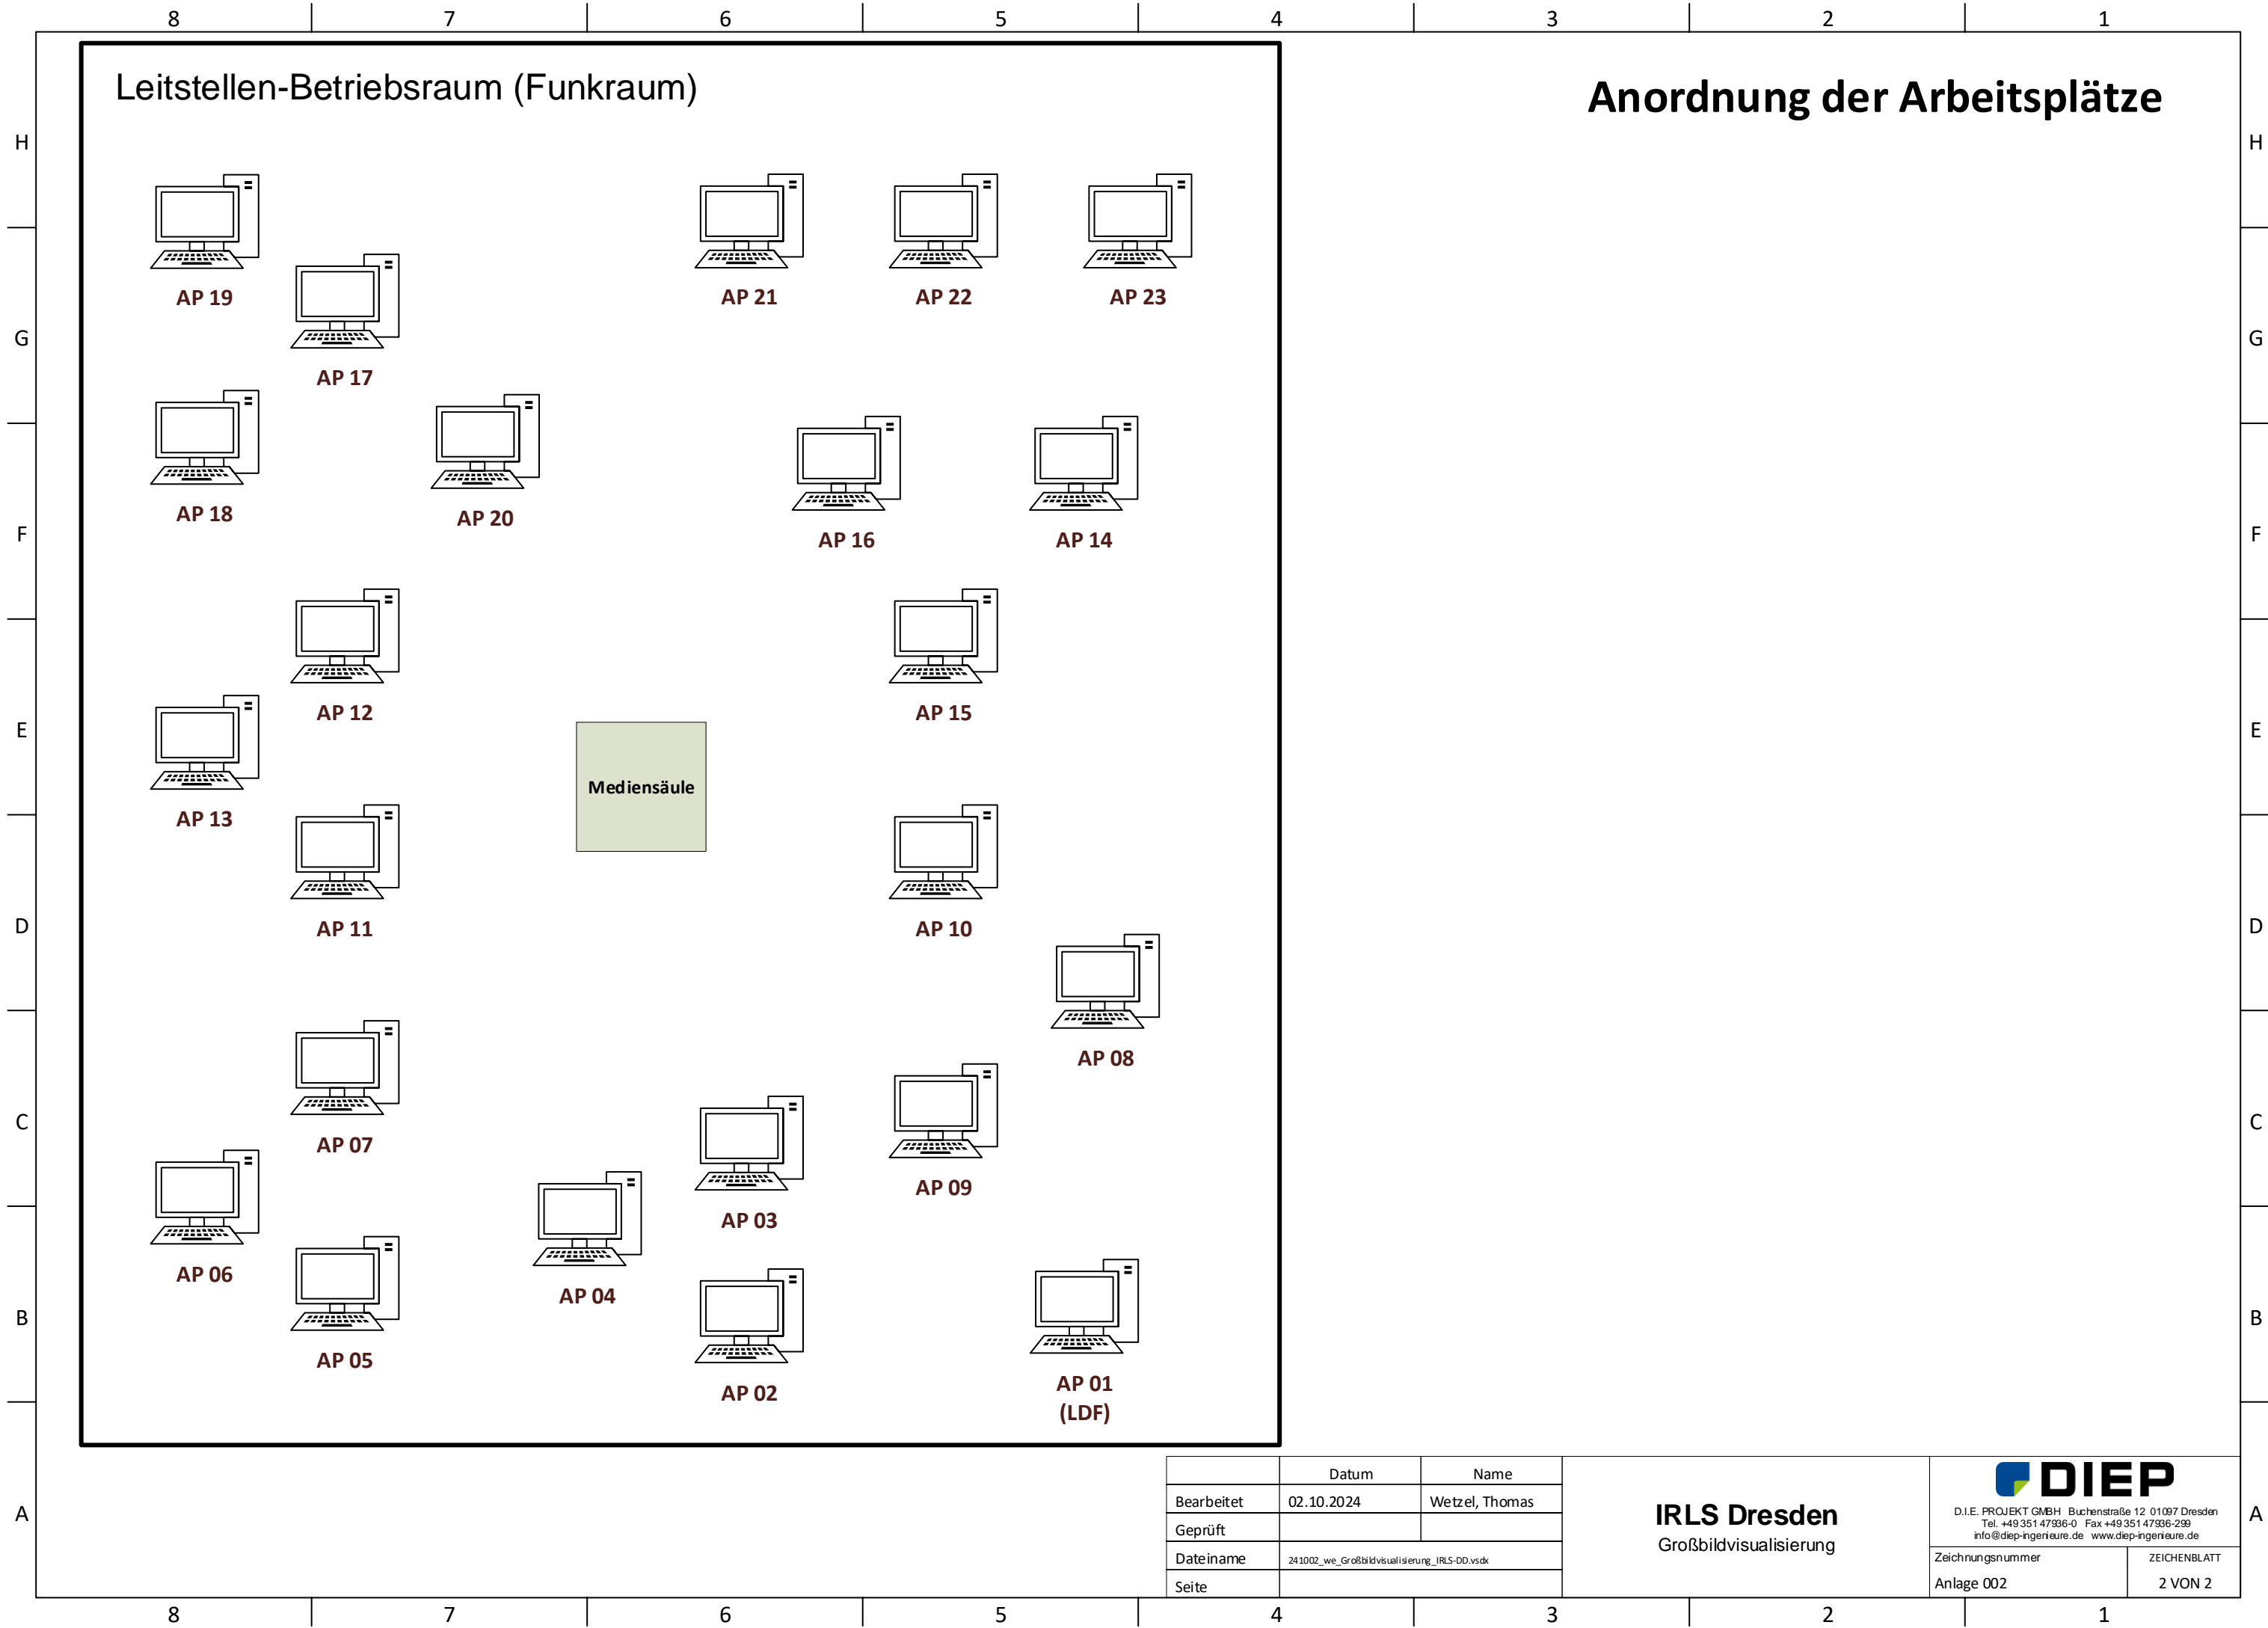 8 7 6 5 4 3 2 1
Leitstellen-Betriebsraum (Funkraum)
Anordnung der Arbeitsplätze
H H
AP 19 AP 21 AP 22 AP 23
G G
AP 17
AP 18 AP 20
F F
AP 16 AP 14
AP 12 AP 15
E E
Mediensäule
AP 13
D D
AP 11 AP 10
AP 08
C C
AP 07
AP 09
AP 03
AP 06
AP 04
B B
AP 05
AP 02 AP 01
(LDF)
A A
Datum Name
Bearbeitet 02.10.2024 Wetzel, Thomas
Geprüft
Dateiname 241002_we_Großbildvisualisierung_IRLS-DD.vsdx
Seite
IRLS Dresden
Großbildvisualisierung
DIEP
D.I.E. PROJEKT GMBH Buchenstraße 12 01097 Dresden
Tel. +49 351 47936-0 Fax +49 351 47936-299
info@diep-ingenieure.de www.diep-ingenieure.de
Zeichnungsnummer ZEICHENBLATT
Anlage 002 2 VON 2
8 7 6 5 4 3 2 1